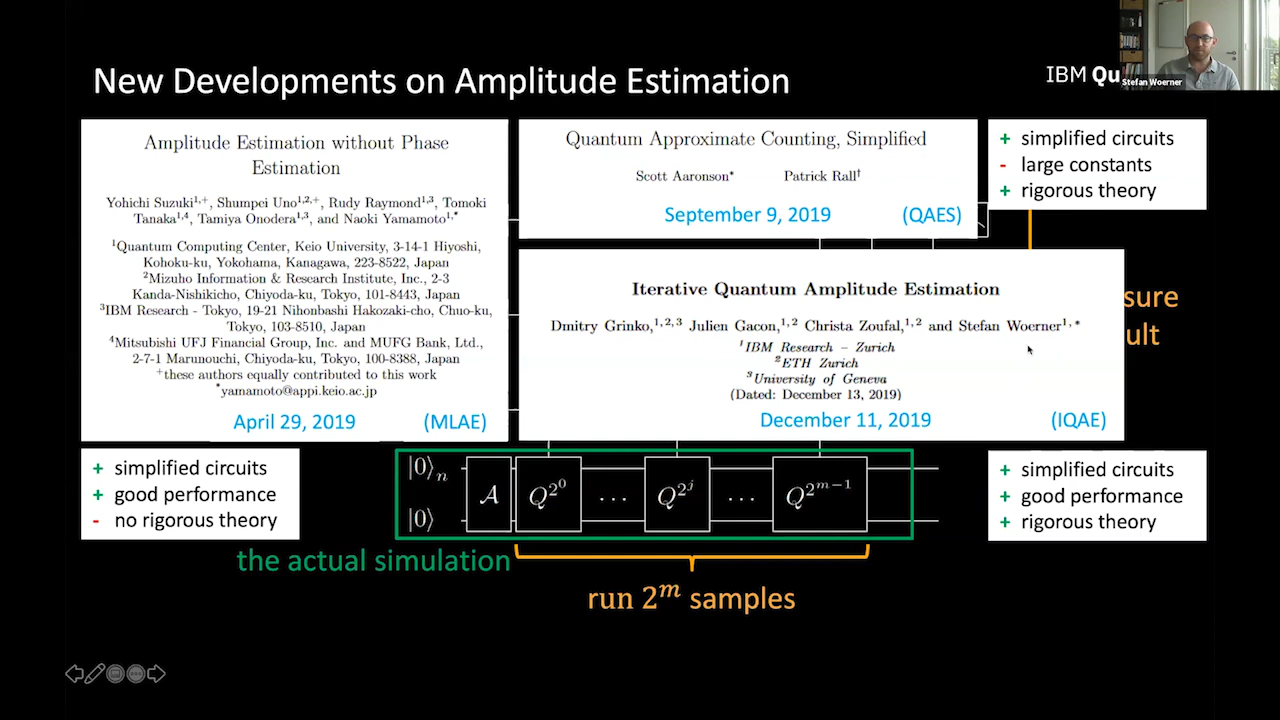 New Developments on Amplitude Estimation
IBM Qu
Stefan Woerner
Amplitude Estimation without Phase
Estimation
Yohichi Suzuki¹,⁺, Shumpei Uno¹,²,⁺, Rudy Raymond¹,³, Tomoki
Tanaka¹,⁴, Tamiya Onodera¹,³, and Naoki Yamamoto¹,*
¹Quantum Computing Center, Keio University, 3-14-1 Hiyoshi,
Kohoku-ku, Yokohama, Kanagawa, 223-8522, Japan
²Mizuho Information & Research Institute, Inc., 2-3
Kanda-Nishikicho, Chiyoda-ku, Tokyo, 101-8443, Japan
³IBM Research - Tokyo, 19-21 Nihonbashi Hakozaki-cho, Chuo-ku,
Tokyo, 103-8510, Japan
⁴Mitsubishi UFJ Financial Group, Inc. and MUFG Bank, Ltd.,
2-7-1 Marunouchi, Chiyoda-ku, Tokyo, 100-8388, Japan
⁺these authors equally contributed to this work
*yamamoto@appi.keio.ac.jp
April 29, 2019 (MLAE)
+ simplified circuits
+ good performance
- no rigorous theory
Quantum Approximate Counting, Simplified
Scott Aaronson* Patrick Rall†
September 9, 2019 (QAES)
+ simplified circuits
- large constants
+ rigorous theory
Iterative Quantum Amplitude Estimation
Dmitry Grinko,¹,²,³ Julien Gacon,¹,² Christa Zoufal,¹,² and Stefan Woerner¹,*
¹IBM Research – Zurich
²ETH Zurich
³University of Geneva
(Dated: December 13, 2019)
December 11, 2019 (IQAE)
sure
ult
+ simplified circuits
+ good performance
+ rigorous theory
|0⟩ₙ
|0⟩
A Q^{2^0} ... Q^{2^j} ... Q^{2^{m-1}}
the actual simulation
run 2^m samples